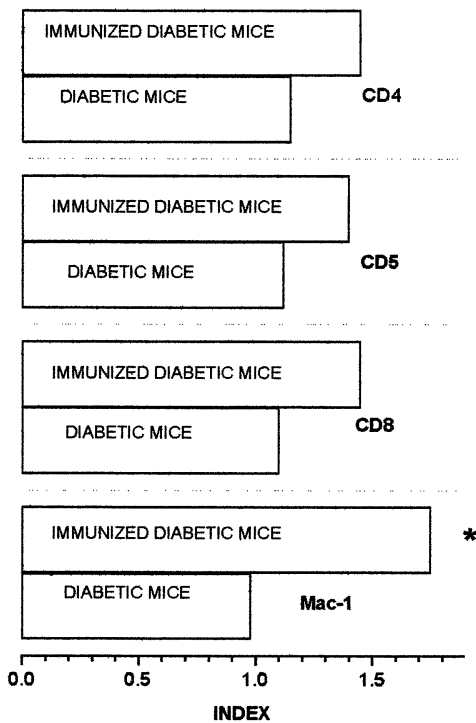 IMMUNIZED DIABETIC MICE
DIABETIC MICE
CD4
IMMUNIZED DIABETIC MICE
CD5
DIABETIC MICE
IMMUNIZED DIABETIC MICE
CD8
DIABETIC MICE
IMMUNIZED DIABETIC MICE *
DIABETIC MICE
Mac-1
0.0 0.5 1.0 1.5
INDEX